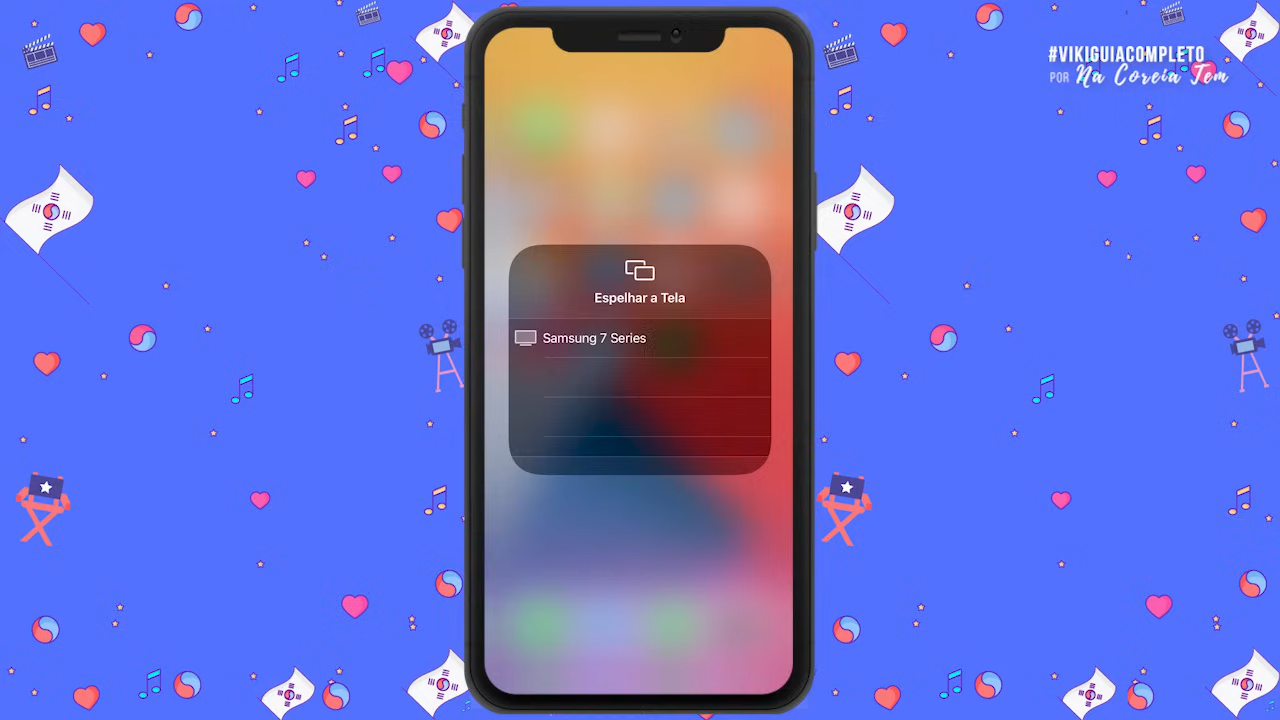 #VIKIGUIACOMPLETO
POR Na Coreia Tem
Espelhar a Tela
Samsung 7 Series